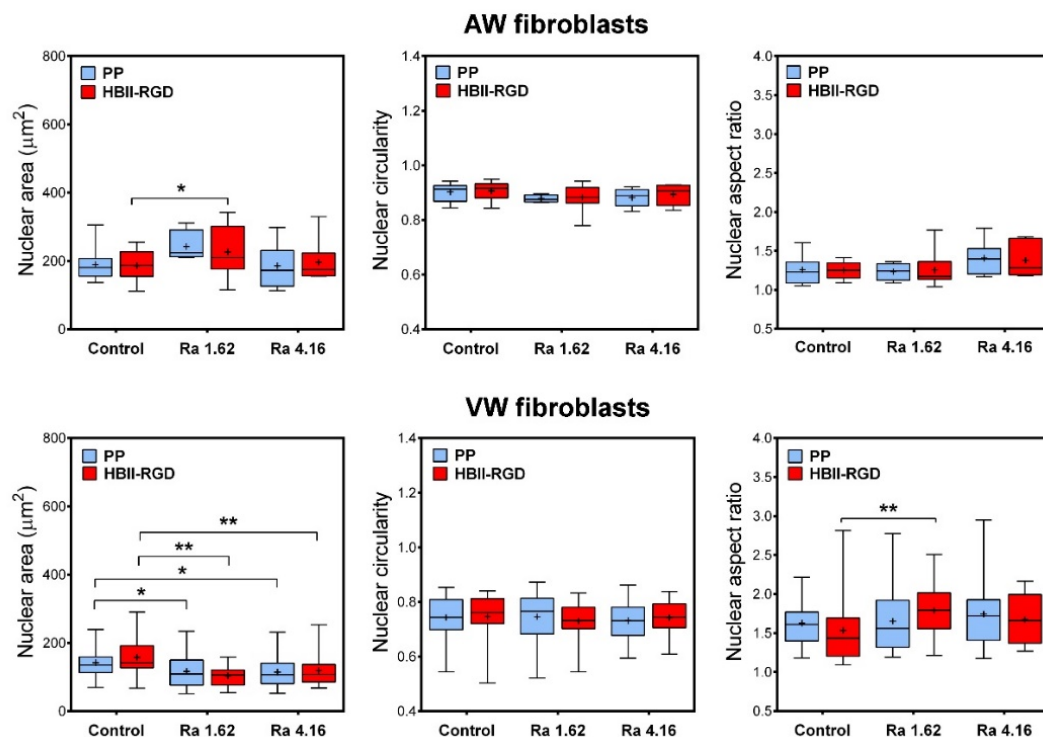 AW fibroblasts
Nuclear area (μm²)
800
600
400
200
0
PP
HBII-RGD
*
Control Ra 1.62 Ra 4.16
Nuclear circularity
1.4
1.2
1.0
0.8
0.6
0.4
PP
HBII-RGD
Control Ra 1.62 Ra 4.16
Nuclear aspect ratio
4.0
3.5
3.0
2.5
2.0
1.5
1.0
0.5
PP
HBII-RGD
Control Ra 1.62 Ra 4.16
VW fibroblasts
Nuclear area (μm²)
800
600
400
200
0
PP
HBII-RGD
**
**
*
*
Control Ra 1.62 Ra 4.16
Nuclear circularity
1.4
1.2
1.0
0.8
0.6
0.4
PP
HBII-RGD
Control Ra 1.62 Ra 4.16
Nuclear aspect ratio
4.0
3.5
3.0
2.5
2.0
1.5
1.0
0.5
PP
HBII-RGD
**
Control Ra 1.62 Ra 4.16